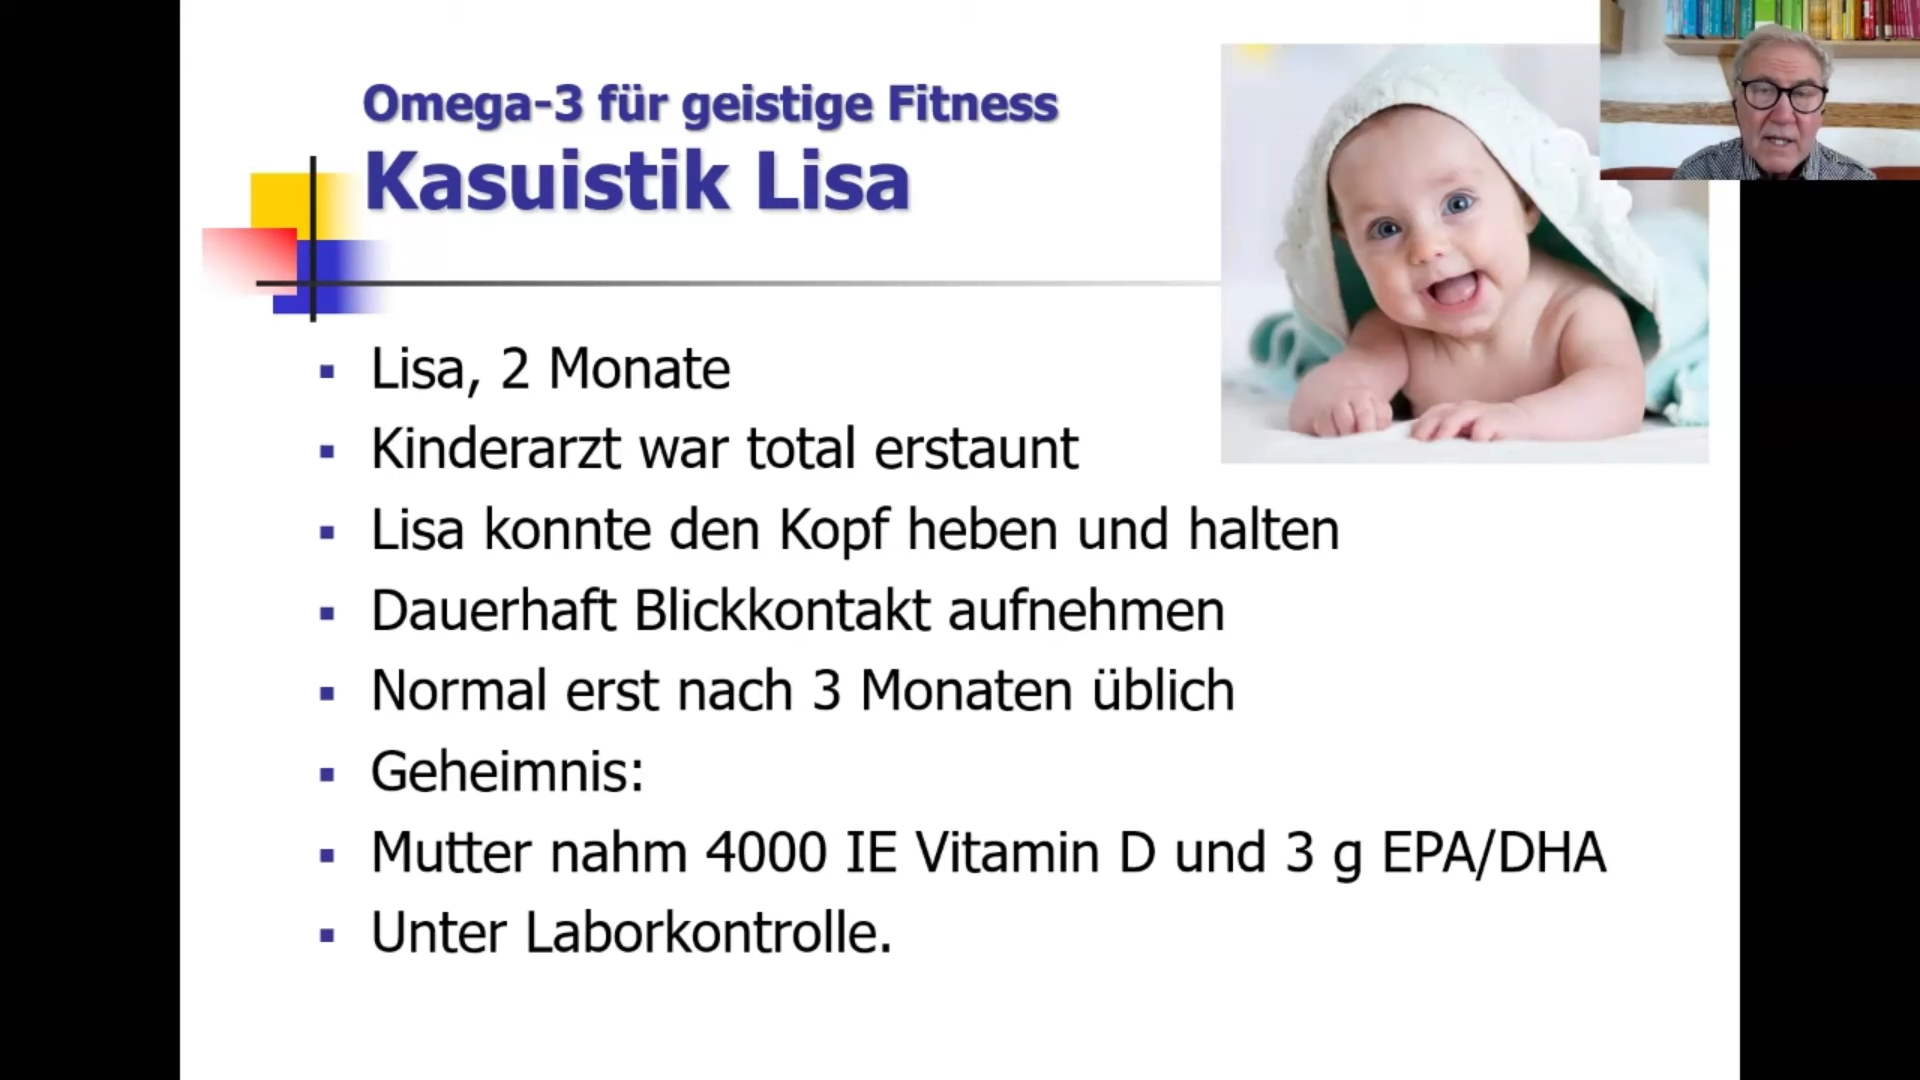 Omega-3 für geistige Fitness
Kasuistik Lisa
Lisa, 2 Monate
Kinderarzt war total erstaunt
Lisa konnte den Kopf heben und halten
Dauerhaft Blickkontakt aufnehmen
Normal erst nach 3 Monaten üblich
Geheimnis:
Mutter nahm 4000 IE Vitamin D und 3 g EPA/DHA
Unter Laborkontrolle.